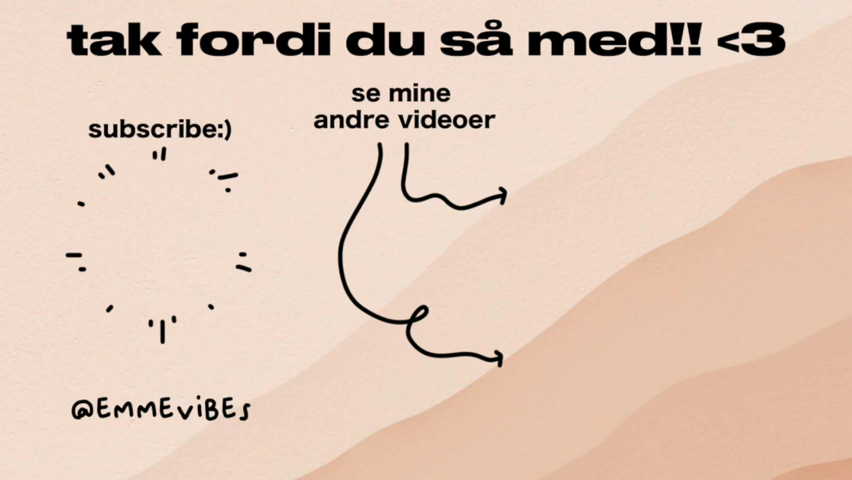 tak fordi du så med!! <3
se mine
andre videoer
subscribe:)
@EMMEViBES